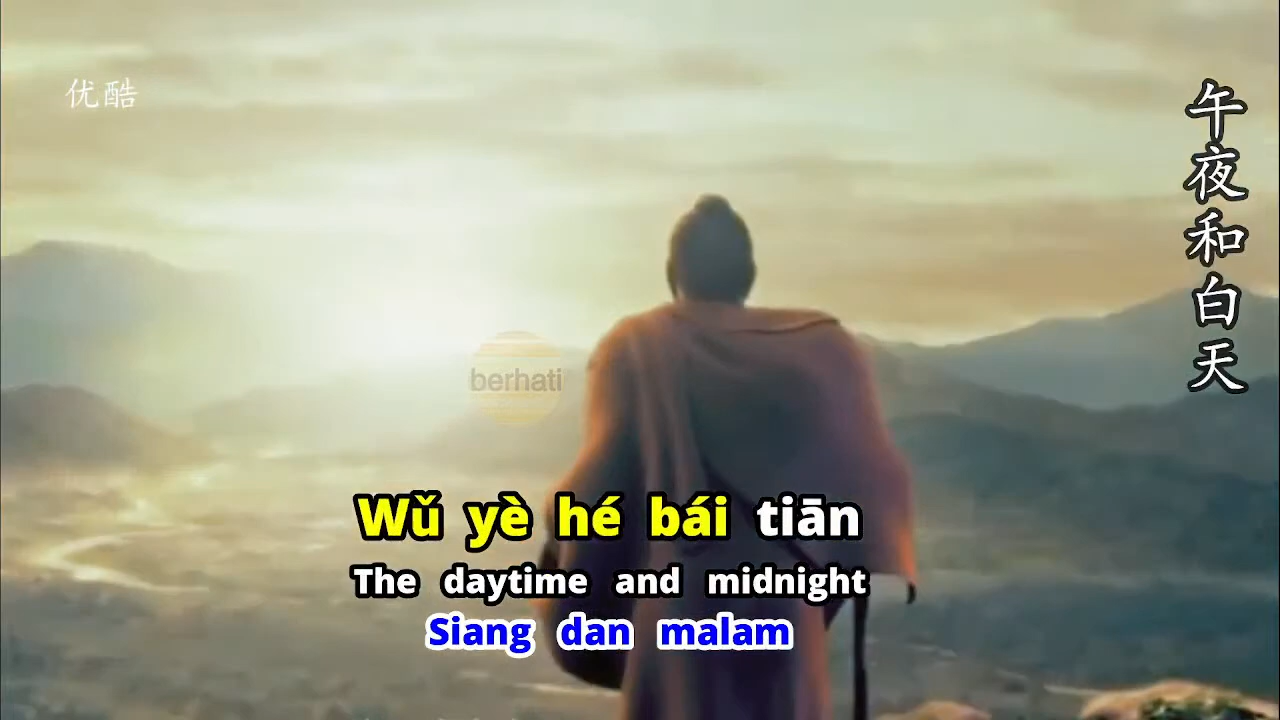 优酷
午夜和白天
berhati
Wǔ yè hé bái tiān
The daytime and midnight
Siang dan malam